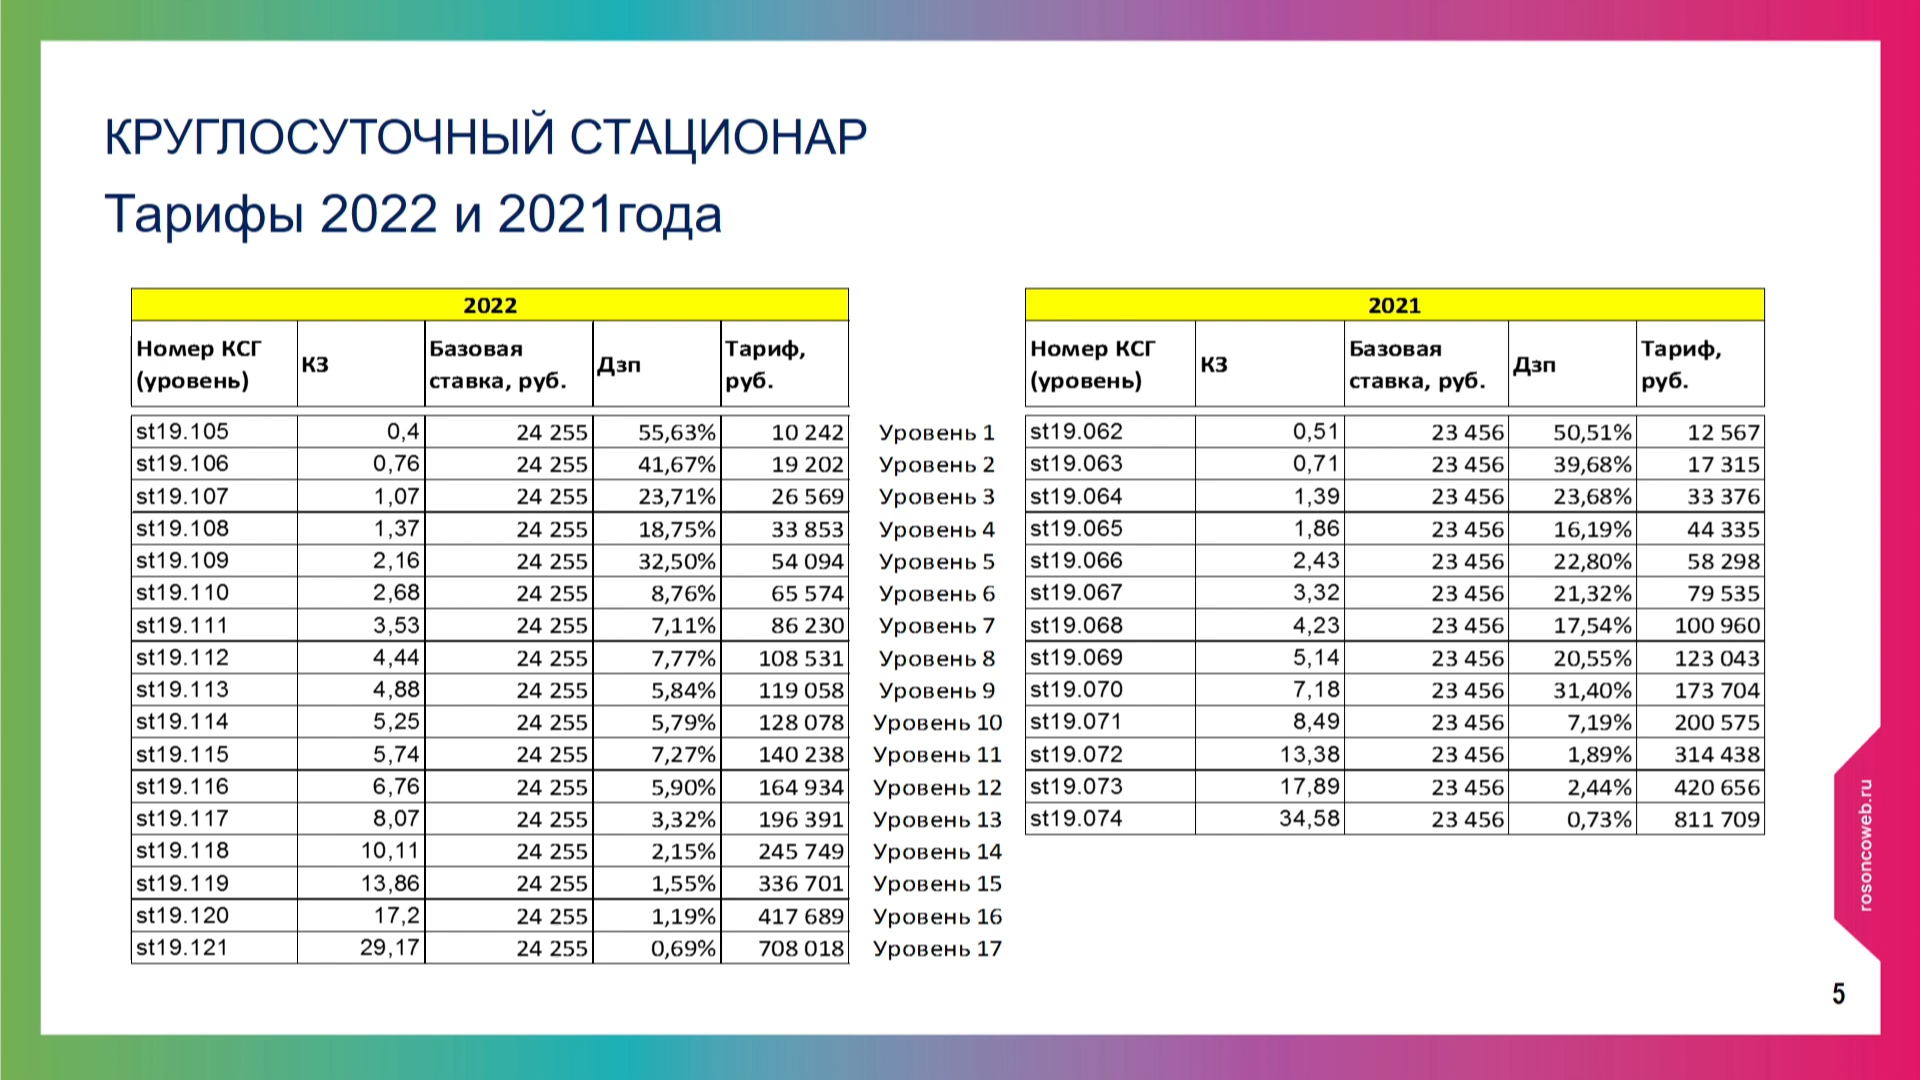 КРУГЛОСУТОЧНЫЙ СТАЦИОНАР
Тарифы 2022 и 2021года
2022 2021
Номер КСГ (уровень) КЗ Базовая ставка, руб. Дзп Тариф, руб. Номер КСГ (уровень) КЗ Базовая ставка, руб. Дзп Тариф, руб.
st19.105 0,4 24 255 55,63% 10 242 Уровень 1 st19.062 0,51 23 456 50,51% 12 567
st19.106 0,76 24 255 41,67% 19 202 Уровень 2 st19.063 0,71 23 456 39,68% 17 315
st19.107 1,07 24 255 23,71% 26 569 Уровень 3 st19.064 1,39 23 456 23,68% 33 376
st19.108 1,37 24 255 18,75% 33 853 Уровень 4 st19.065 1,86 23 456 16,19% 44 335
st19.109 2,16 24 255 32,50% 54 094 Уровень 5 st19.066 2,43 23 456 22,80% 58 298
st19.110 2,68 24 255 8,76% 65 574 Уровень 6 st19.067 3,32 23 456 21,32% 79 535
st19.111 3,53 24 255 7,11% 86 230 Уровень 7 st19.068 4,23 23 456 17,54% 100 960
st19.112 4,44 24 255 7,77% 108 531 Уровень 8 st19.069 5,14 23 456 20,55% 123 043
st19.113 4,88 24 255 5,84% 119 058 Уровень 9 st19.070 7,18 23 456 31,40% 173 704
st19.114 5,25 24 255 5,79% 128 078 Уровень 10 st19.071 8,49 23 456 7,19% 200 575
st19.115 5,74 24 255 7,27% 140 238 Уровень 11 st19.072 13,38 23 456 1,89% 314 438
st19.116 6,76 24 255 5,90% 164 934 Уровень 12 st19.073 17,89 23 456 2,44% 420 656
st19.117 8,07 24 255 3,32% 196 391 Уровень 13 st19.074 34,58 23 456 0,73% 811 709
st19.118 10,11 24 255 2,15% 245 749 Уровень 14
st19.119 13,86 24 255 1,55% 336 701 Уровень 15
st19.120 17,2 24 255 1,19% 417 689 Уровень 16
st19.121 29,17 24 255 0,69% 708 018 Уровень 17
rosoncoweb.ru
5